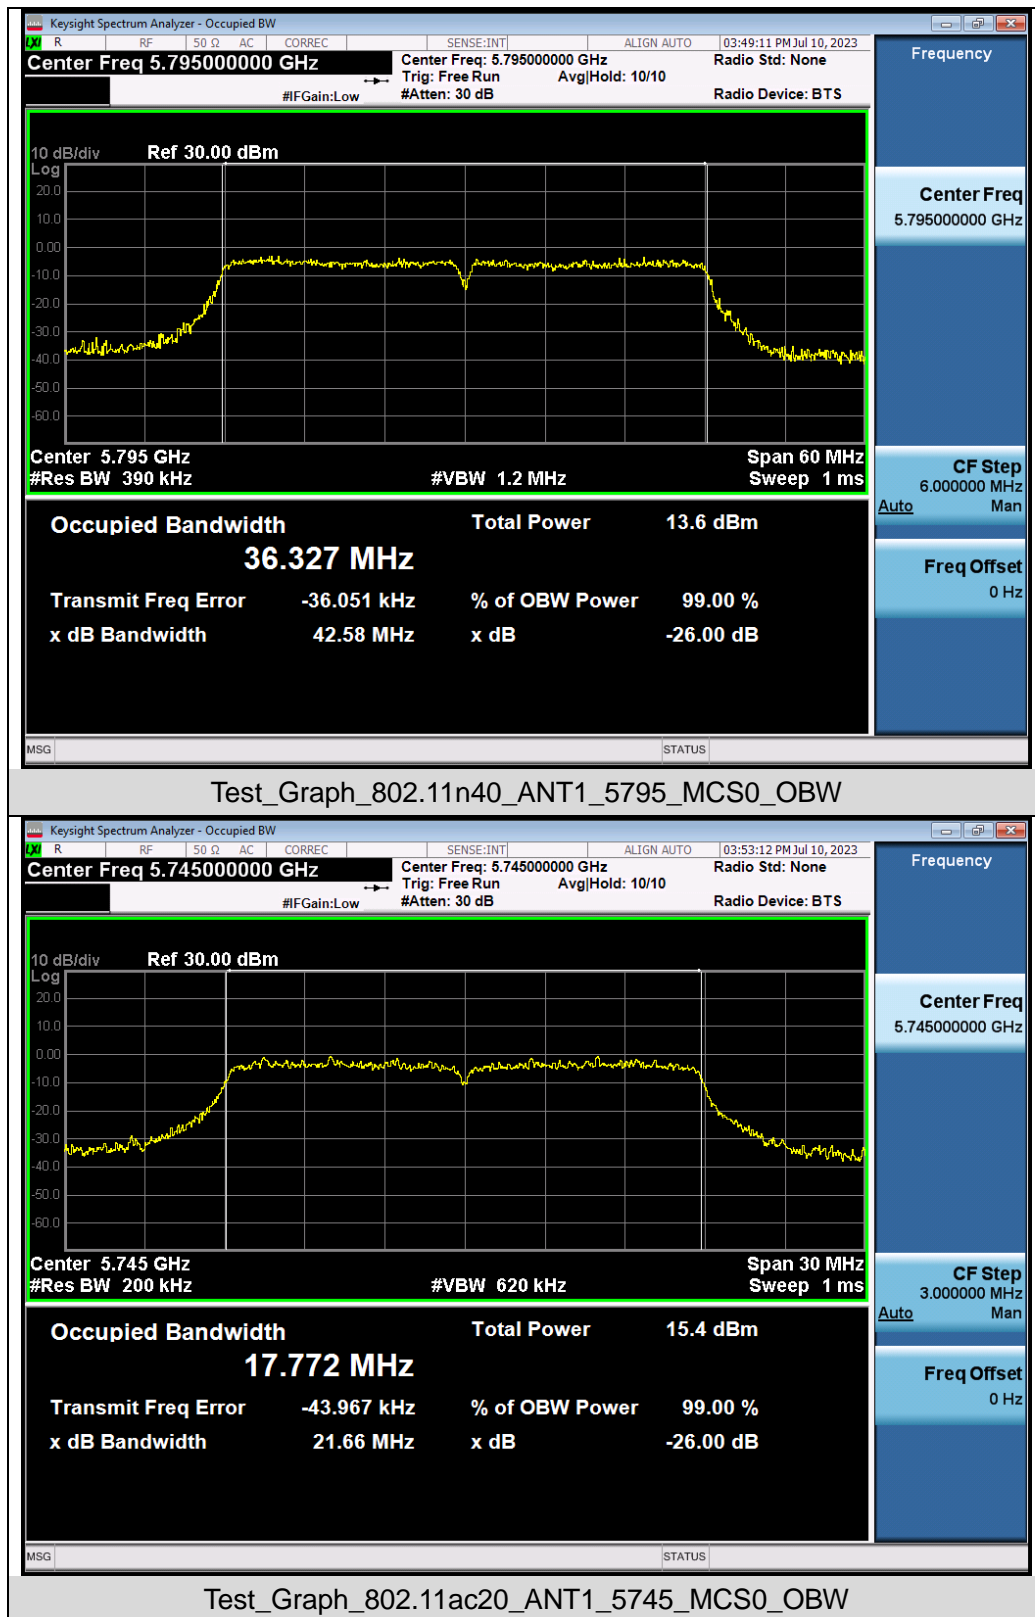 Keysight Spectrum Analyzer - Occupied BW
LXI R RF 50 Ω AC CORREC SENSE:INT ALIGN AUTO 03:49:11 PM Jul 10, 2023
Center Freq 5.795000000 GHz
Center Freq: 5.795000000 GHz Radio Std: None
Trig: Free Run Avg|Hold: 10/10
#IFGain:Low #Atten: 30 dB Radio Device: BTS
Frequency
10 dB/div Ref 30.00 dBm
Log
20.0
10.0
0.00
-10.0
-20.0
-30.0
-40.0
-50.0
-60.0
Center 5.795 GHz Span 60 MHz
#Res BW 390 kHz #VBW 1.2 MHz Sweep 1 ms
Center Freq
5.795000000 GHz
CF Step
6.000000 MHz
Auto Man
Freq Offset
0 Hz
Occupied Bandwidth Total Power 13.6 dBm
36.327 MHz
Transmit Freq Error -36.051 kHz % of OBW Power 99.00 %
x dB Bandwidth 42.58 MHz x dB -26.00 dB
MSG STATUS
Test_Graph_802.11n40_ANT1_5795_MCS0_OBW
Keysight Spectrum Analyzer - Occupied BW
LXI R RF 50 Ω AC CORREC SENSE:INT ALIGN AUTO 03:53:12 PM Jul 10, 2023
Center Freq 5.745000000 GHz
Center Freq: 5.745000000 GHz Radio Std: None
Trig: Free Run Avg|Hold: 10/10
#IFGain:Low #Atten: 30 dB Radio Device: BTS
Frequency
10 dB/div Ref 30.00 dBm
Log
20.0
10.0
0.00
-10.0
-20.0
-30.0
-40.0
-50.0
-60.0
Center 5.745 GHz Span 30 MHz
#Res BW 200 kHz #VBW 620 kHz Sweep 1 ms
Center Freq
5.745000000 GHz
CF Step
3.000000 MHz
Auto Man
Freq Offset
0 Hz
Occupied Bandwidth Total Power 15.4 dBm
17.772 MHz
Transmit Freq Error -43.967 kHz % of OBW Power 99.00 %
x dB Bandwidth 21.66 MHz x dB -26.00 dB
MSG STATUS
Test_Graph_802.11ac20_ANT1_5745_MCS0_OBW